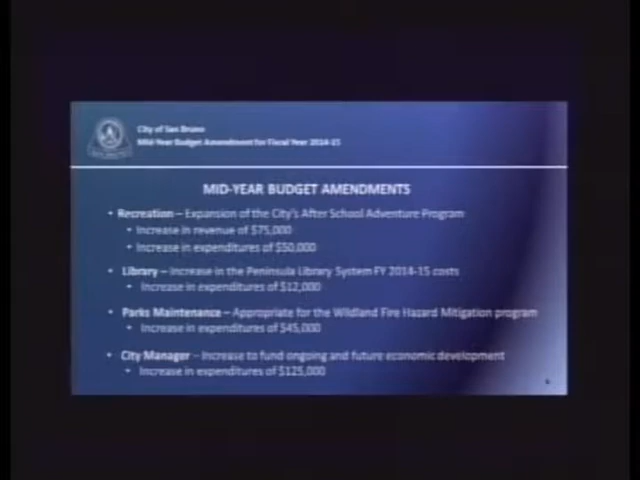 City of San Bruno
Mid-Year Budget Amendment for Fiscal Year 2014-15
MID-YEAR BUDGET AMENDMENTS
• Recreation – Expansion of the City's After School Adventure Program
• Increase in revenue of $75,000
• Increase in expenditures of $50,000
• Library – Increase in the Peninsula Library System FY 2014-15 costs
• Increase in expenditures of $12,000
• Parks Maintenance – Appropriate for the Wildland Fire Hazard Mitigation program
• Increase in expenditures of $45,000
• City Manager – Increase to fund ongoing and future economic development
• Increase in expenditures of $125,000